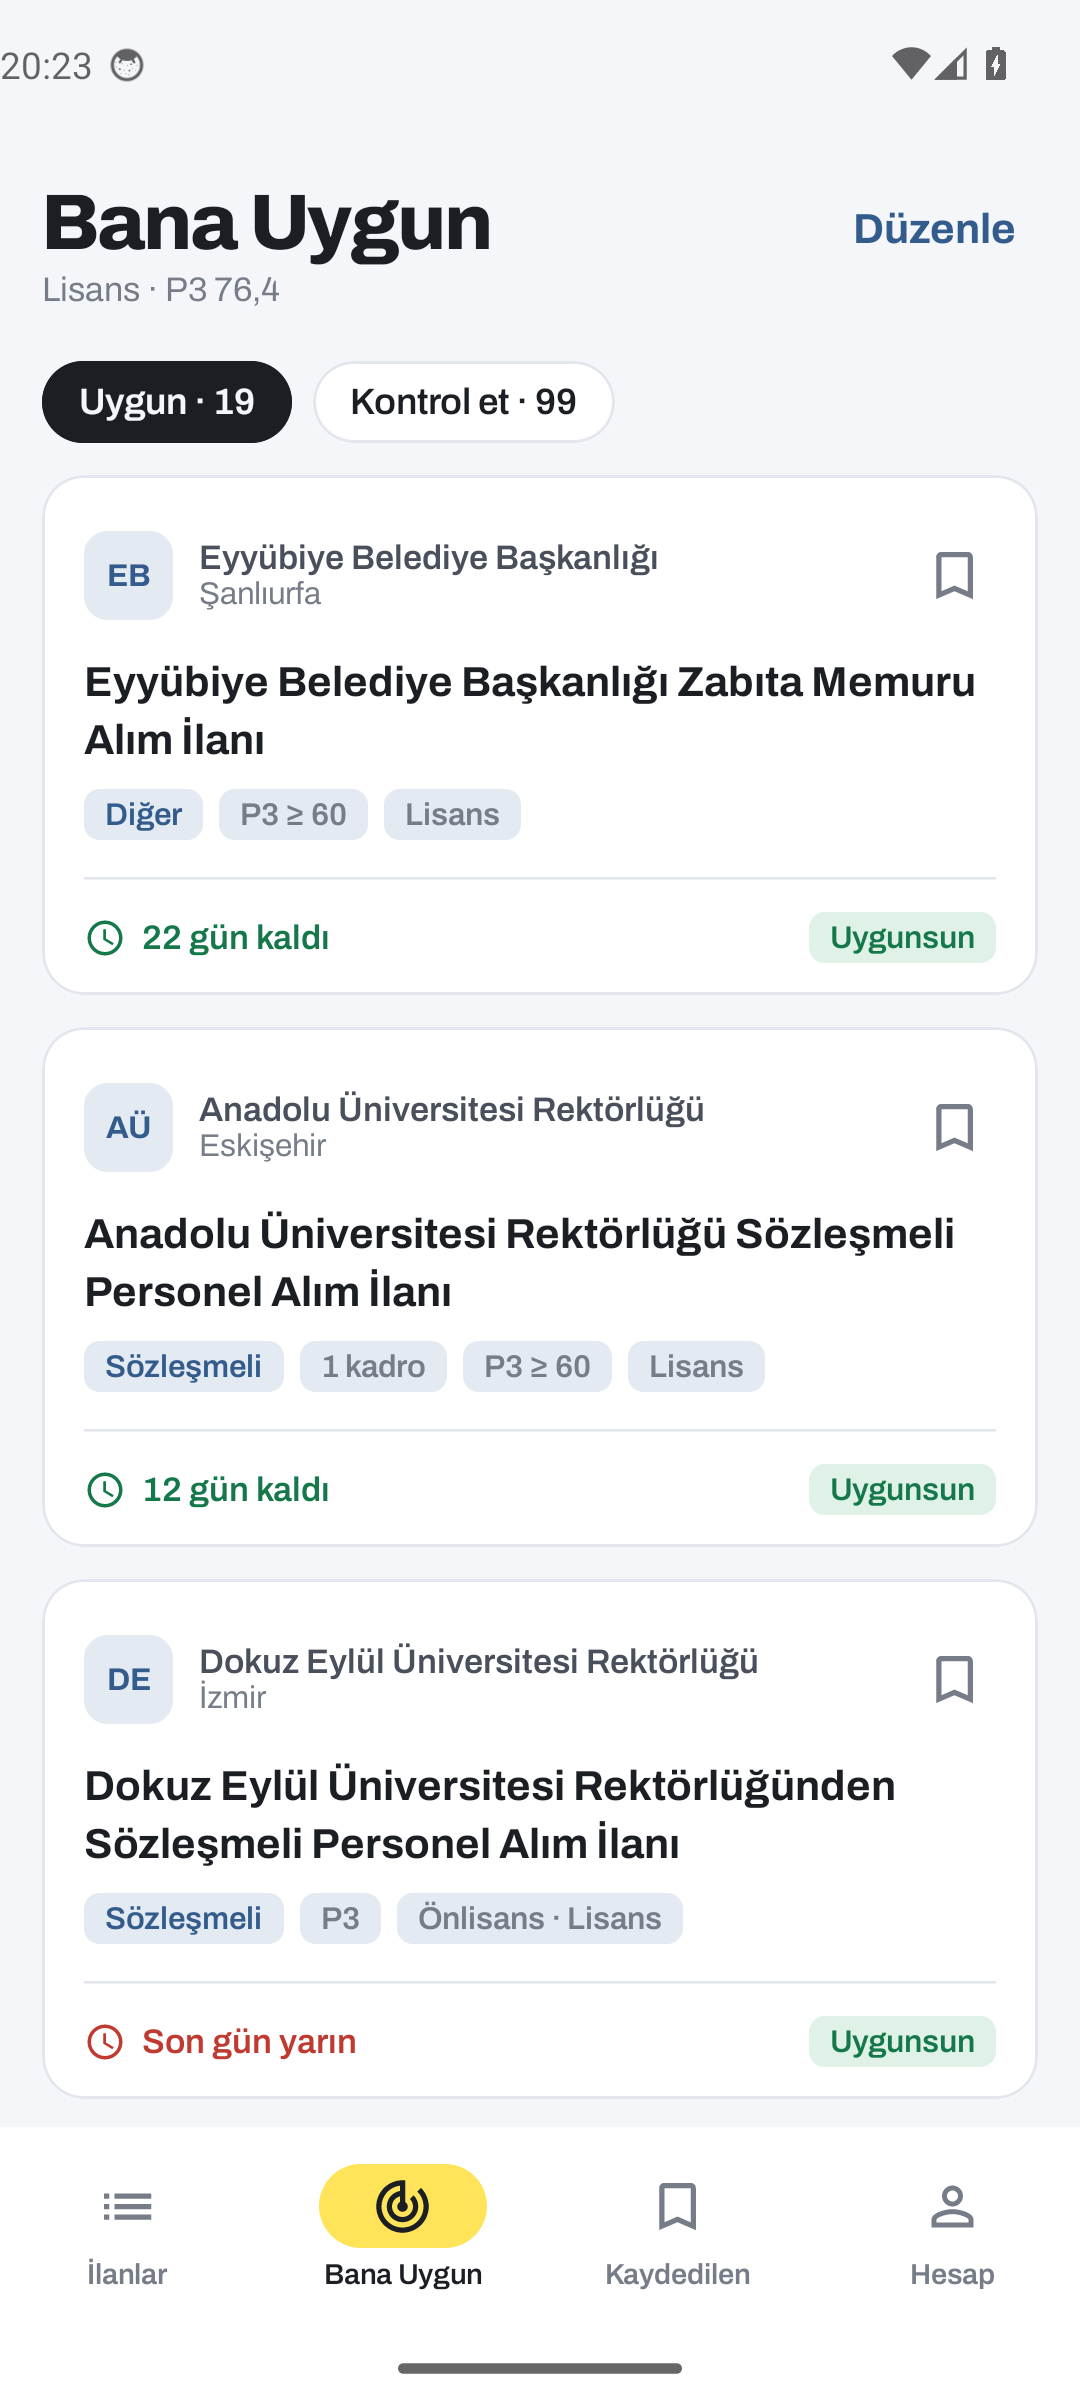 20:23
Bana Uygun
Düzenle
Lisans · P3 76,4
Uygun · 19
Kontrol et · 99
EB
Eyyübiye Belediye Başkanlığı
Şanlıurfa
Eyyübiye Belediye Başkanlığı Zabıta Memuru
Alım İlanı
Diğer
P3 ≥ 60
Lisans
22 gün kaldı
Uygunsun
AÜ
Anadolu Üniversitesi Rektörlüğü
Eskişehir
Anadolu Üniversitesi Rektörlüğü Sözleşmeli
Personel Alım İlanı
Sözleşmeli
1 kadro
P3 ≥ 60
Lisans
12 gün kaldı
Uygunsun
DE
Dokuz Eylül Üniversitesi Rektörlüğü
İzmir
Dokuz Eylül Üniversitesi Rektörlüğünden
Sözleşmeli Personel Alım İlanı
Sözleşmeli
P3
Önlisans · Lisans
Son gün yarın
Uygunsun
İlanlar
Bana Uygun
Kaydedilen
Hesap